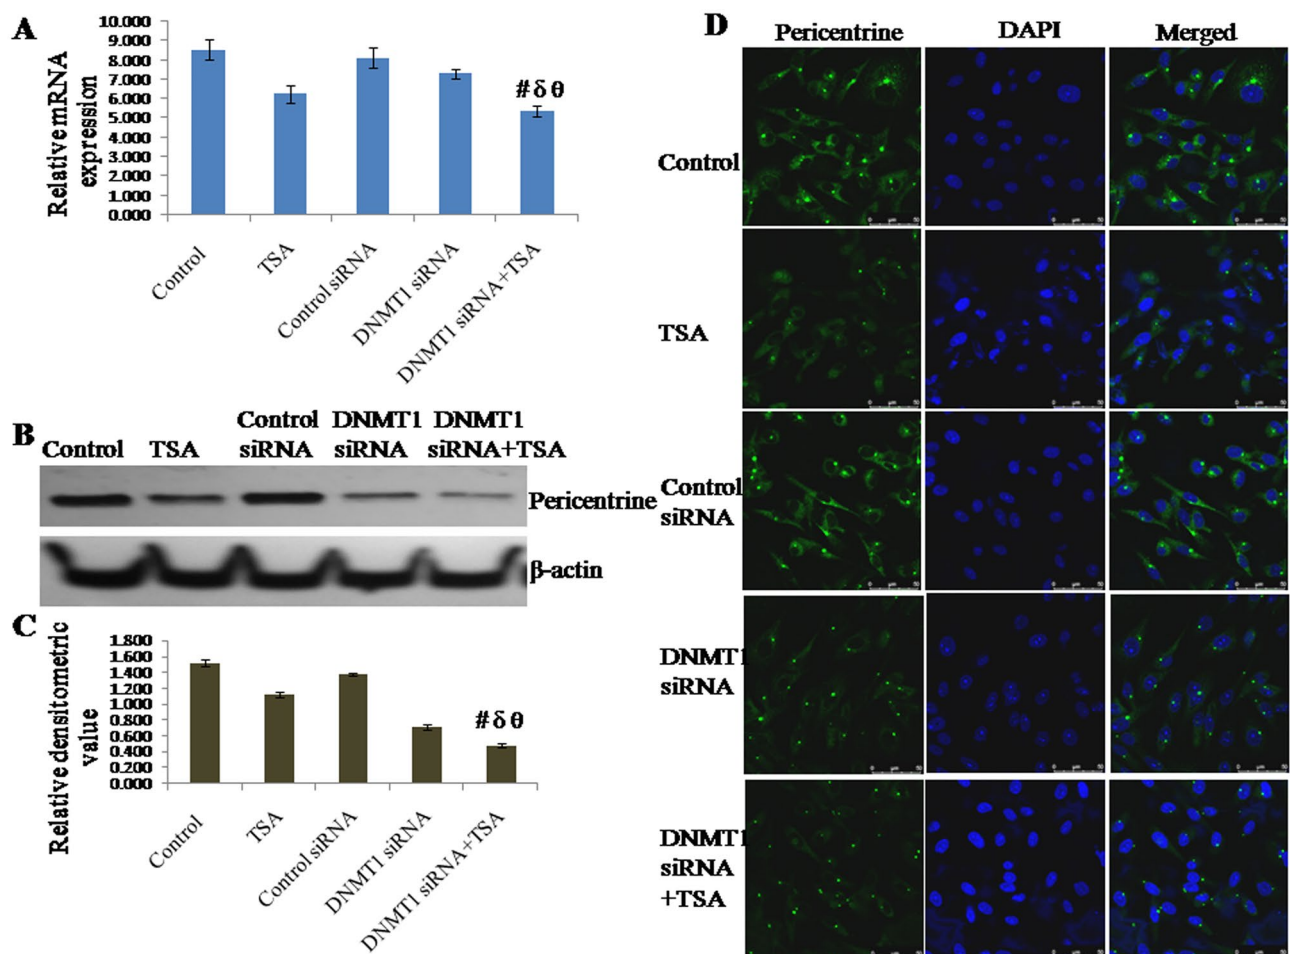 A
Relative mRNA
expression
10.000
9.000
8.000
7.000
6.000
5.000
4.000
3.000
2.000
1.000
0.000
#δθ
Control
TSA
Control siRNA
DNMT1 siRNA
DNMT1 siRNA+TSA
B
Control
TSA
Control
siRNA
DNMT1
siRNA
DNMT1
siRNA+TSA
Pericentrine
β-actin
C
Relative densitometric
value
1.800
1.600
1.400
1.200
1.000
0.800
0.600
0.400
0.200
0.000
#δθ
Control
TSA
Control siRNA
DNMT1 siRNA
DNMT1 siRNA+TSA
D
Pericentrine
DAPI
Merged
Control
TSA
Control
siRNA
DNMT1
siRNA
DNMT1
siRNA
+TSA